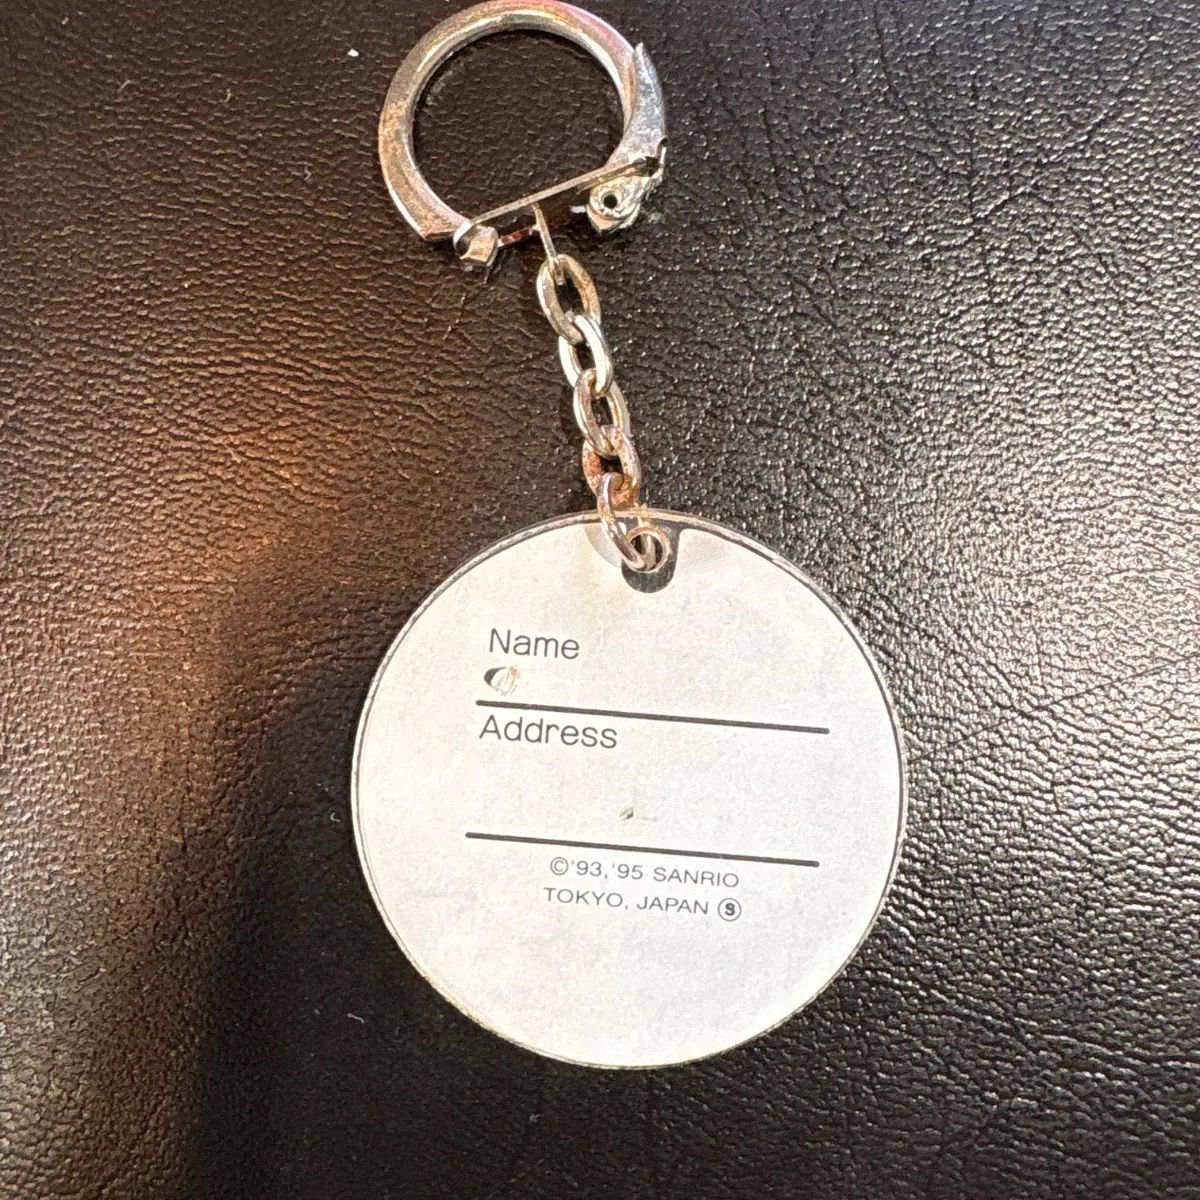 Name
Address
©'93,'95 SANRIO
TOKYO, JAPAN Ⓢ